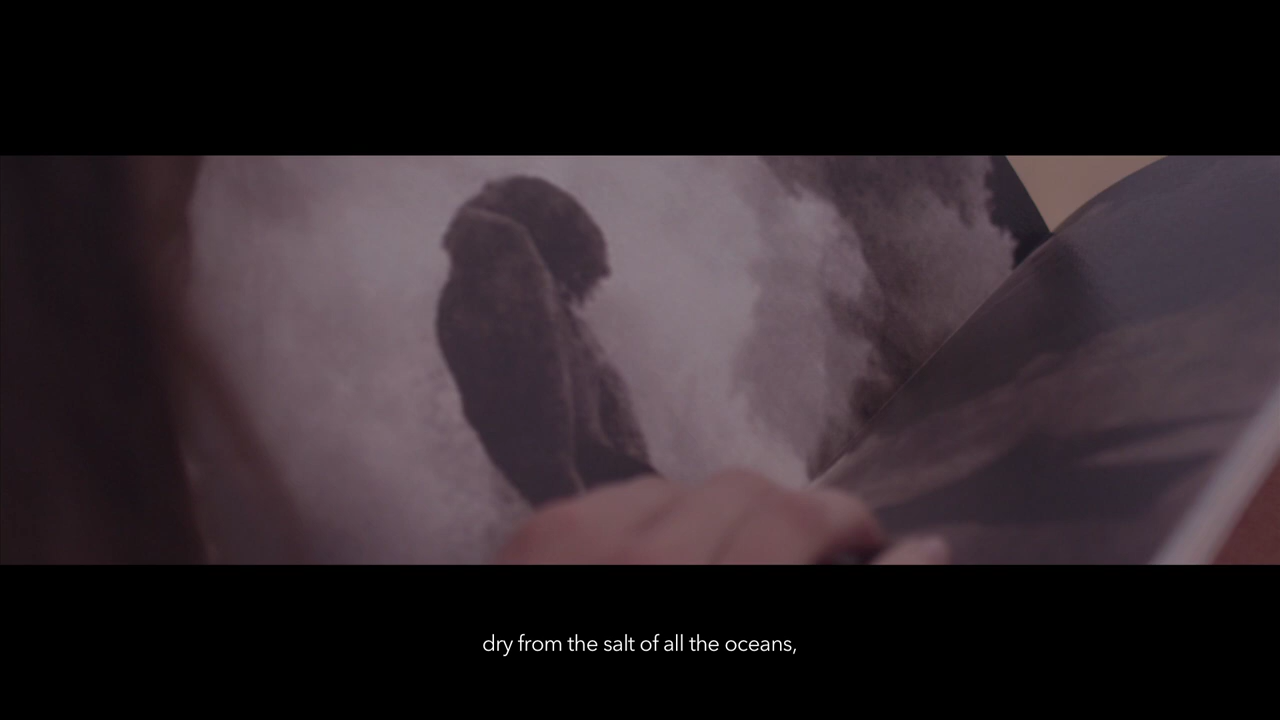 dry from the salt of all the oceans,